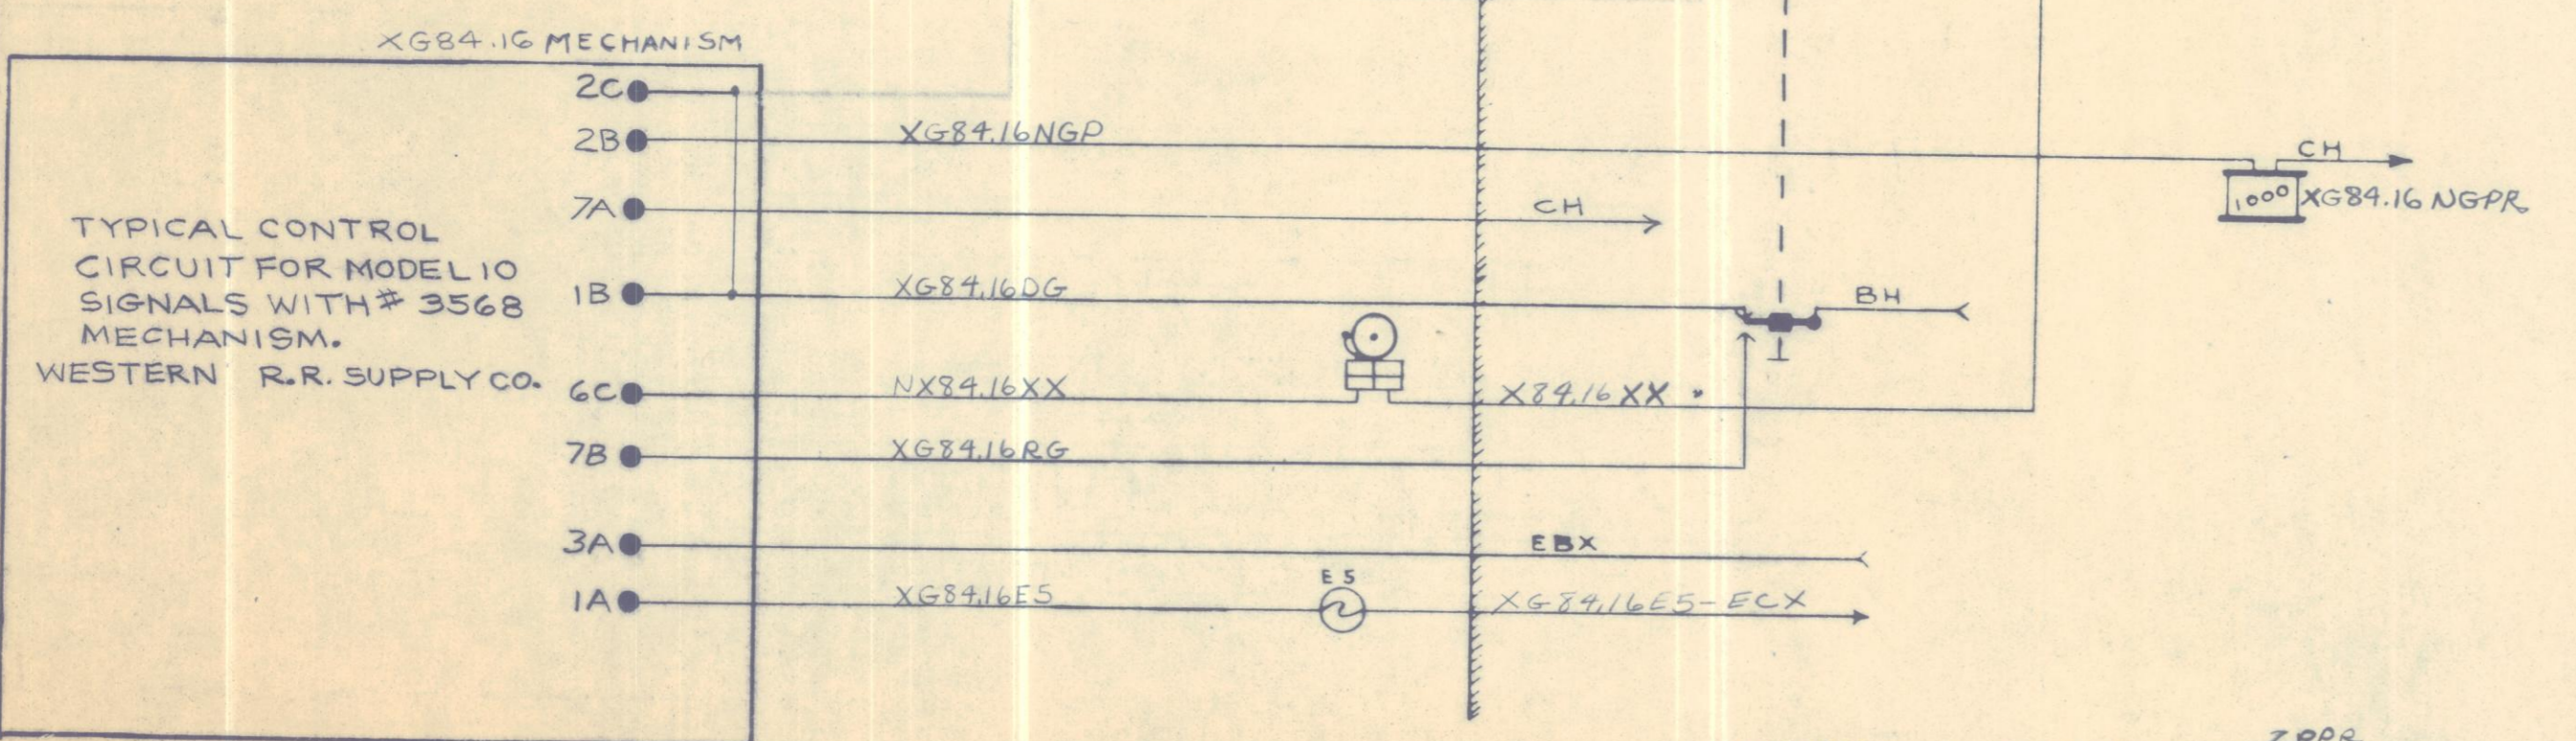 XG84.16 MECHANISM
2C
2B
XG84.16NGP
CH
1000
XG84.16 NGPR
7A
CH
TYPICAL CONTROL
CIRCUIT FOR MODEL 10
SIGNALS WITH # 3568
MECHANISM.
WESTERN R.R. SUPPLY CO.
1B
XG84.16DG
BH
6C
NX84.16XX
X84.16XX
7B
XG84.16RG
3A
EBX
1A
XG84.16E5
E5
XG84.16E5-ECX